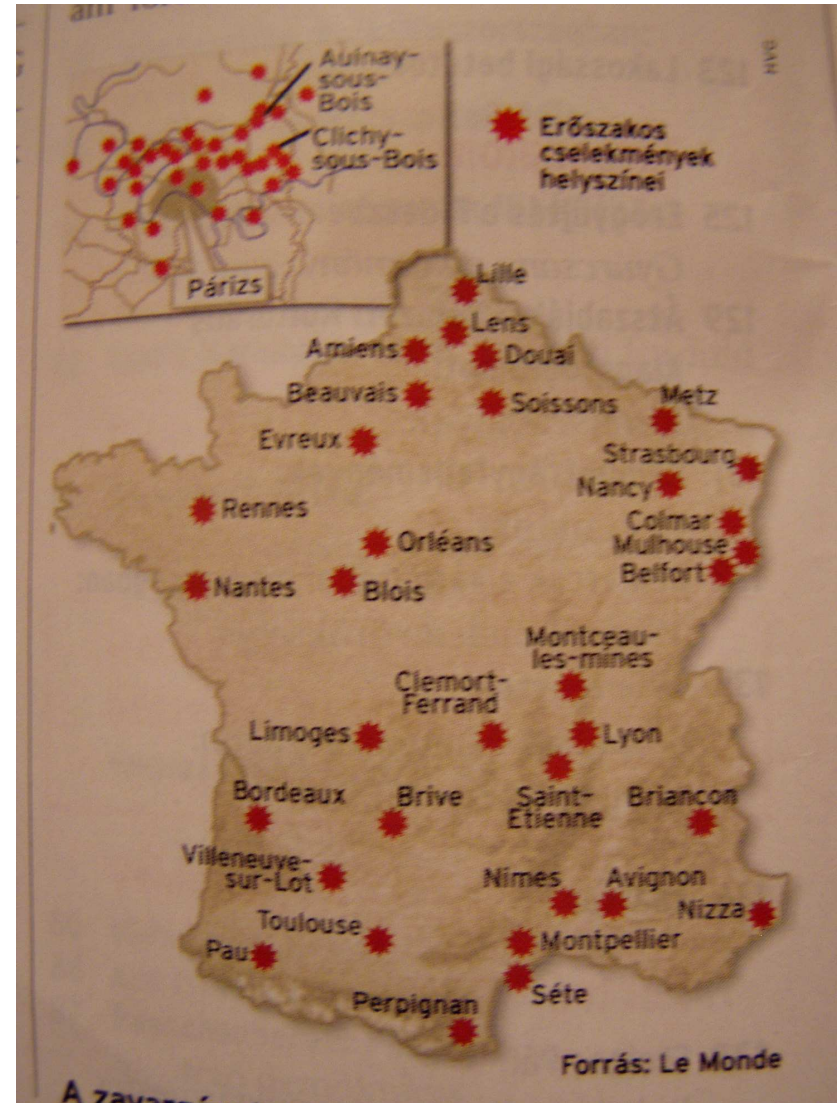 Aulnay-
sous-
Bois
Clichy-
sous-Bois
Párizs
Erőszakos
cselekmények
helyszínei
Lille
Lens
Amiens
Douai
Beauvais
Soissons
Metz
Evreux
Strasbourg
Nancy
Rennes
Colmar
Orléans
Mulhouse
Belfort
Nantes
Blois
Montceau-
les-mines
Clemort-
Ferrand
Limoges
Lyon
Bordeaux
Brive
Saint-
Etienne
Briancon
Villeneuve-
sur-Lot
Nimes
Avignon
Nizza
Toulouse
Montpellier
Pau
Séte
Perpignan
Forrás: Le Monde